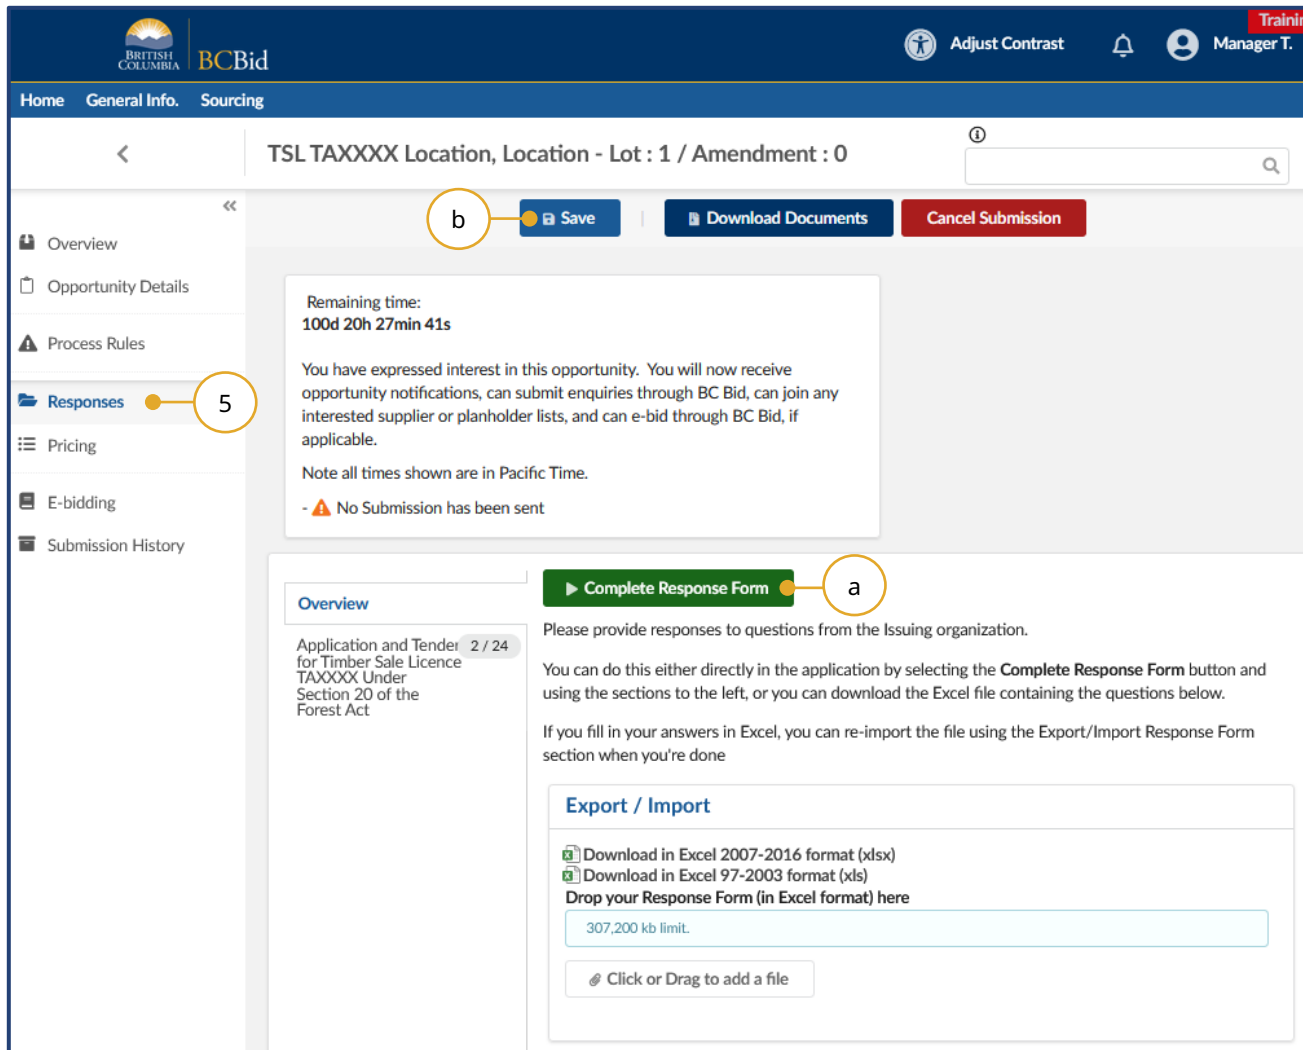 Training
BRITISH
COLUMBIA
BCBid
Adjust Contrast
Manager T.
Home General Info. Sourcing
TSL TAXXXX Location, Location - Lot : 1 / Amendment : 0
b
Save
Download Documents
Cancel Submission
Overview
Opportunity Details
Process Rules
Responses
5
Pricing
E-bidding
Submission History
Remaining time:
100d 20h 27min 41s
You have expressed interest in this opportunity. You will now receive
opportunity notifications, can submit enquiries through BC Bid, can join any
interested supplier or planholder lists, and can e-bid through BC Bid, if
applicable.
Note all times shown are in Pacific Time.
- No Submission has been sent
Overview
Application and Tender 2 / 24
for Timber Sale Licence
TAXXXX Under
Section 20 of the
Forest Act
Complete Response Form
a
Please provide responses to questions from the Issuing organization.
You can do this either directly in the application by selecting the Complete Response Form button and
using the sections to the left, or you can download the Excel file containing the questions below.
If you fill in your answers in Excel, you can re-import the file using the Export/Import Response Form
section when you're done
Export / Import
Download in Excel 2007-2016 format (xlsx)
Download in Excel 97-2003 format (xls)
Drop your Response Form (in Excel format) here
307,200 kb limit.
Click or Drag to add a file